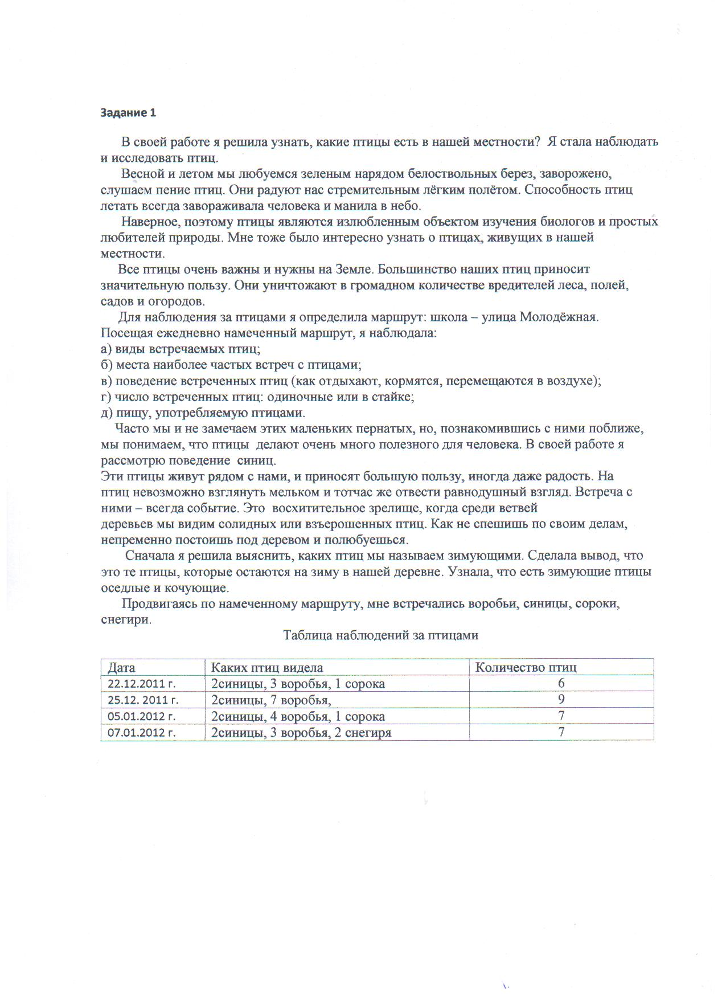 Задание 1
В своей работе я решила узнать, какие птицы есть в нашей местности?  Я стала наблюдать
и исследовать птиц.
Весной и летом мы любуемся зеленым нарядом белоствольных берез, заворожено,
слушаем пение птиц. Они радуют нас стремительным лёгким полётом. Способность птиц
летать всегда завораживала человека и манила в небо.
Наверное, поэтому птицы являются излюбленным объектом изучения биологов и простых
любителей природы. Мне тоже было интересно узнать о птицах, живущих в нашей
местности.
Все птицы очень важны и нужны на Земле. Большинство наших птиц приносит
значительную пользу. Они уничтожают в громадном количестве вредителей леса, полей,
садов и огородов.
Для наблюдения за птицами я определила маршрут: школа – улица Молодёжная.
Посещая ежедневно намеченный маршрут, я наблюдала:
а) виды встречаемых птиц;
б) места наиболее частых встреч с птицами;
в) поведение встреченных птиц (как отдыхают, кормятся, перемещаются в воздухе);
г) число встреченных птиц: одиночные или в стайке;
д) пищу, употребляемую птицами.
Часто мы и не замечаем этих маленьких пернатых, но, познакомившись с ними поближе,
мы понимаем, что птицы  делают очень много полезного для человека. В своей работе я
рассмотрю поведение  синиц.
Эти птицы живут рядом с нами, и приносят большую пользу, иногда даже радость. На
птиц невозможно взглянуть мельком и тотчас же отвести равнодушный взгляд. Встреча с
ними – всегда событие. Это  восхитительное зрелище, когда среди ветвей
деревьев мы видим солидных или взъерошенных птиц. Как не спешишь по своим делам,
непременно постоишь под деревом и полюбуешься.
Сначала я решила выяснить, каких птиц мы называем зимующими. Сделала вывод, что
это те птицы, которые остаются на зиму в нашей деревне. Узнала, что есть зимующие птицы
оседлые и кочующие.
Продвигаясь по намеченному маршруту, мне встречались воробьи, синицы, сороки,
снегири.
Таблица наблюдений за птицами
Дата Каких птиц видела Количество птиц
22.12.2011 г. 2синицы, 3 воробья, 1 сорока 6
25.12. 2011 г. 2синицы, 7 воробья, 9
05.01.2012 г. 2синицы, 4 воробья, 1 сорока 7
07.01.2012 г. 2синицы, 3 воробья, 2 снегиря 7